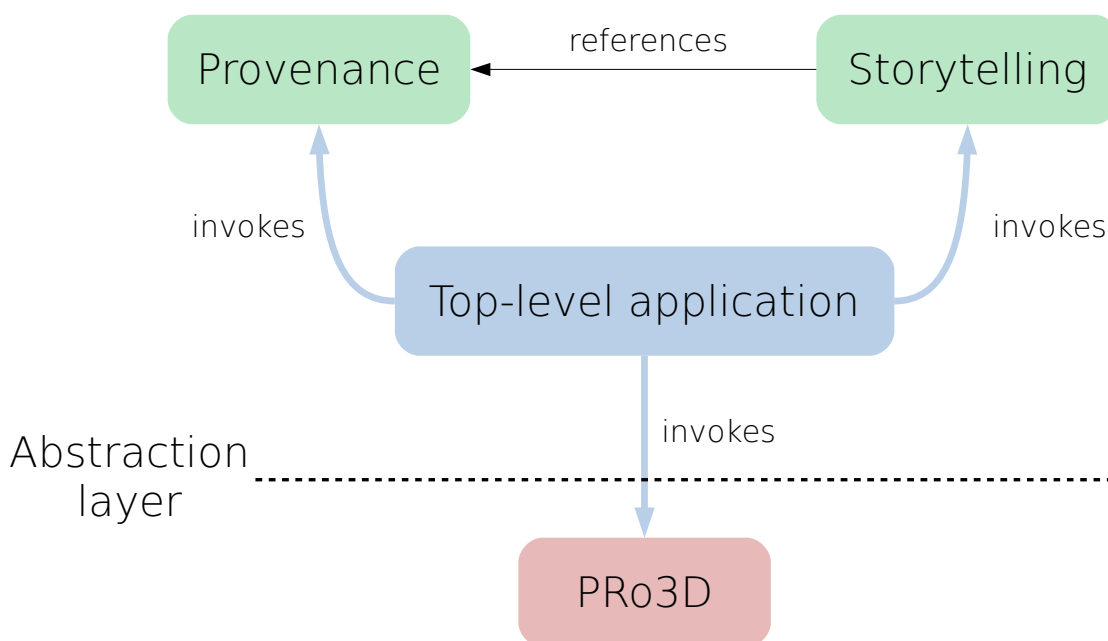 references
Provenance
Storytelling
invokes
invokes
Top-level application
invokes
Abstraction
layer
PRo3D